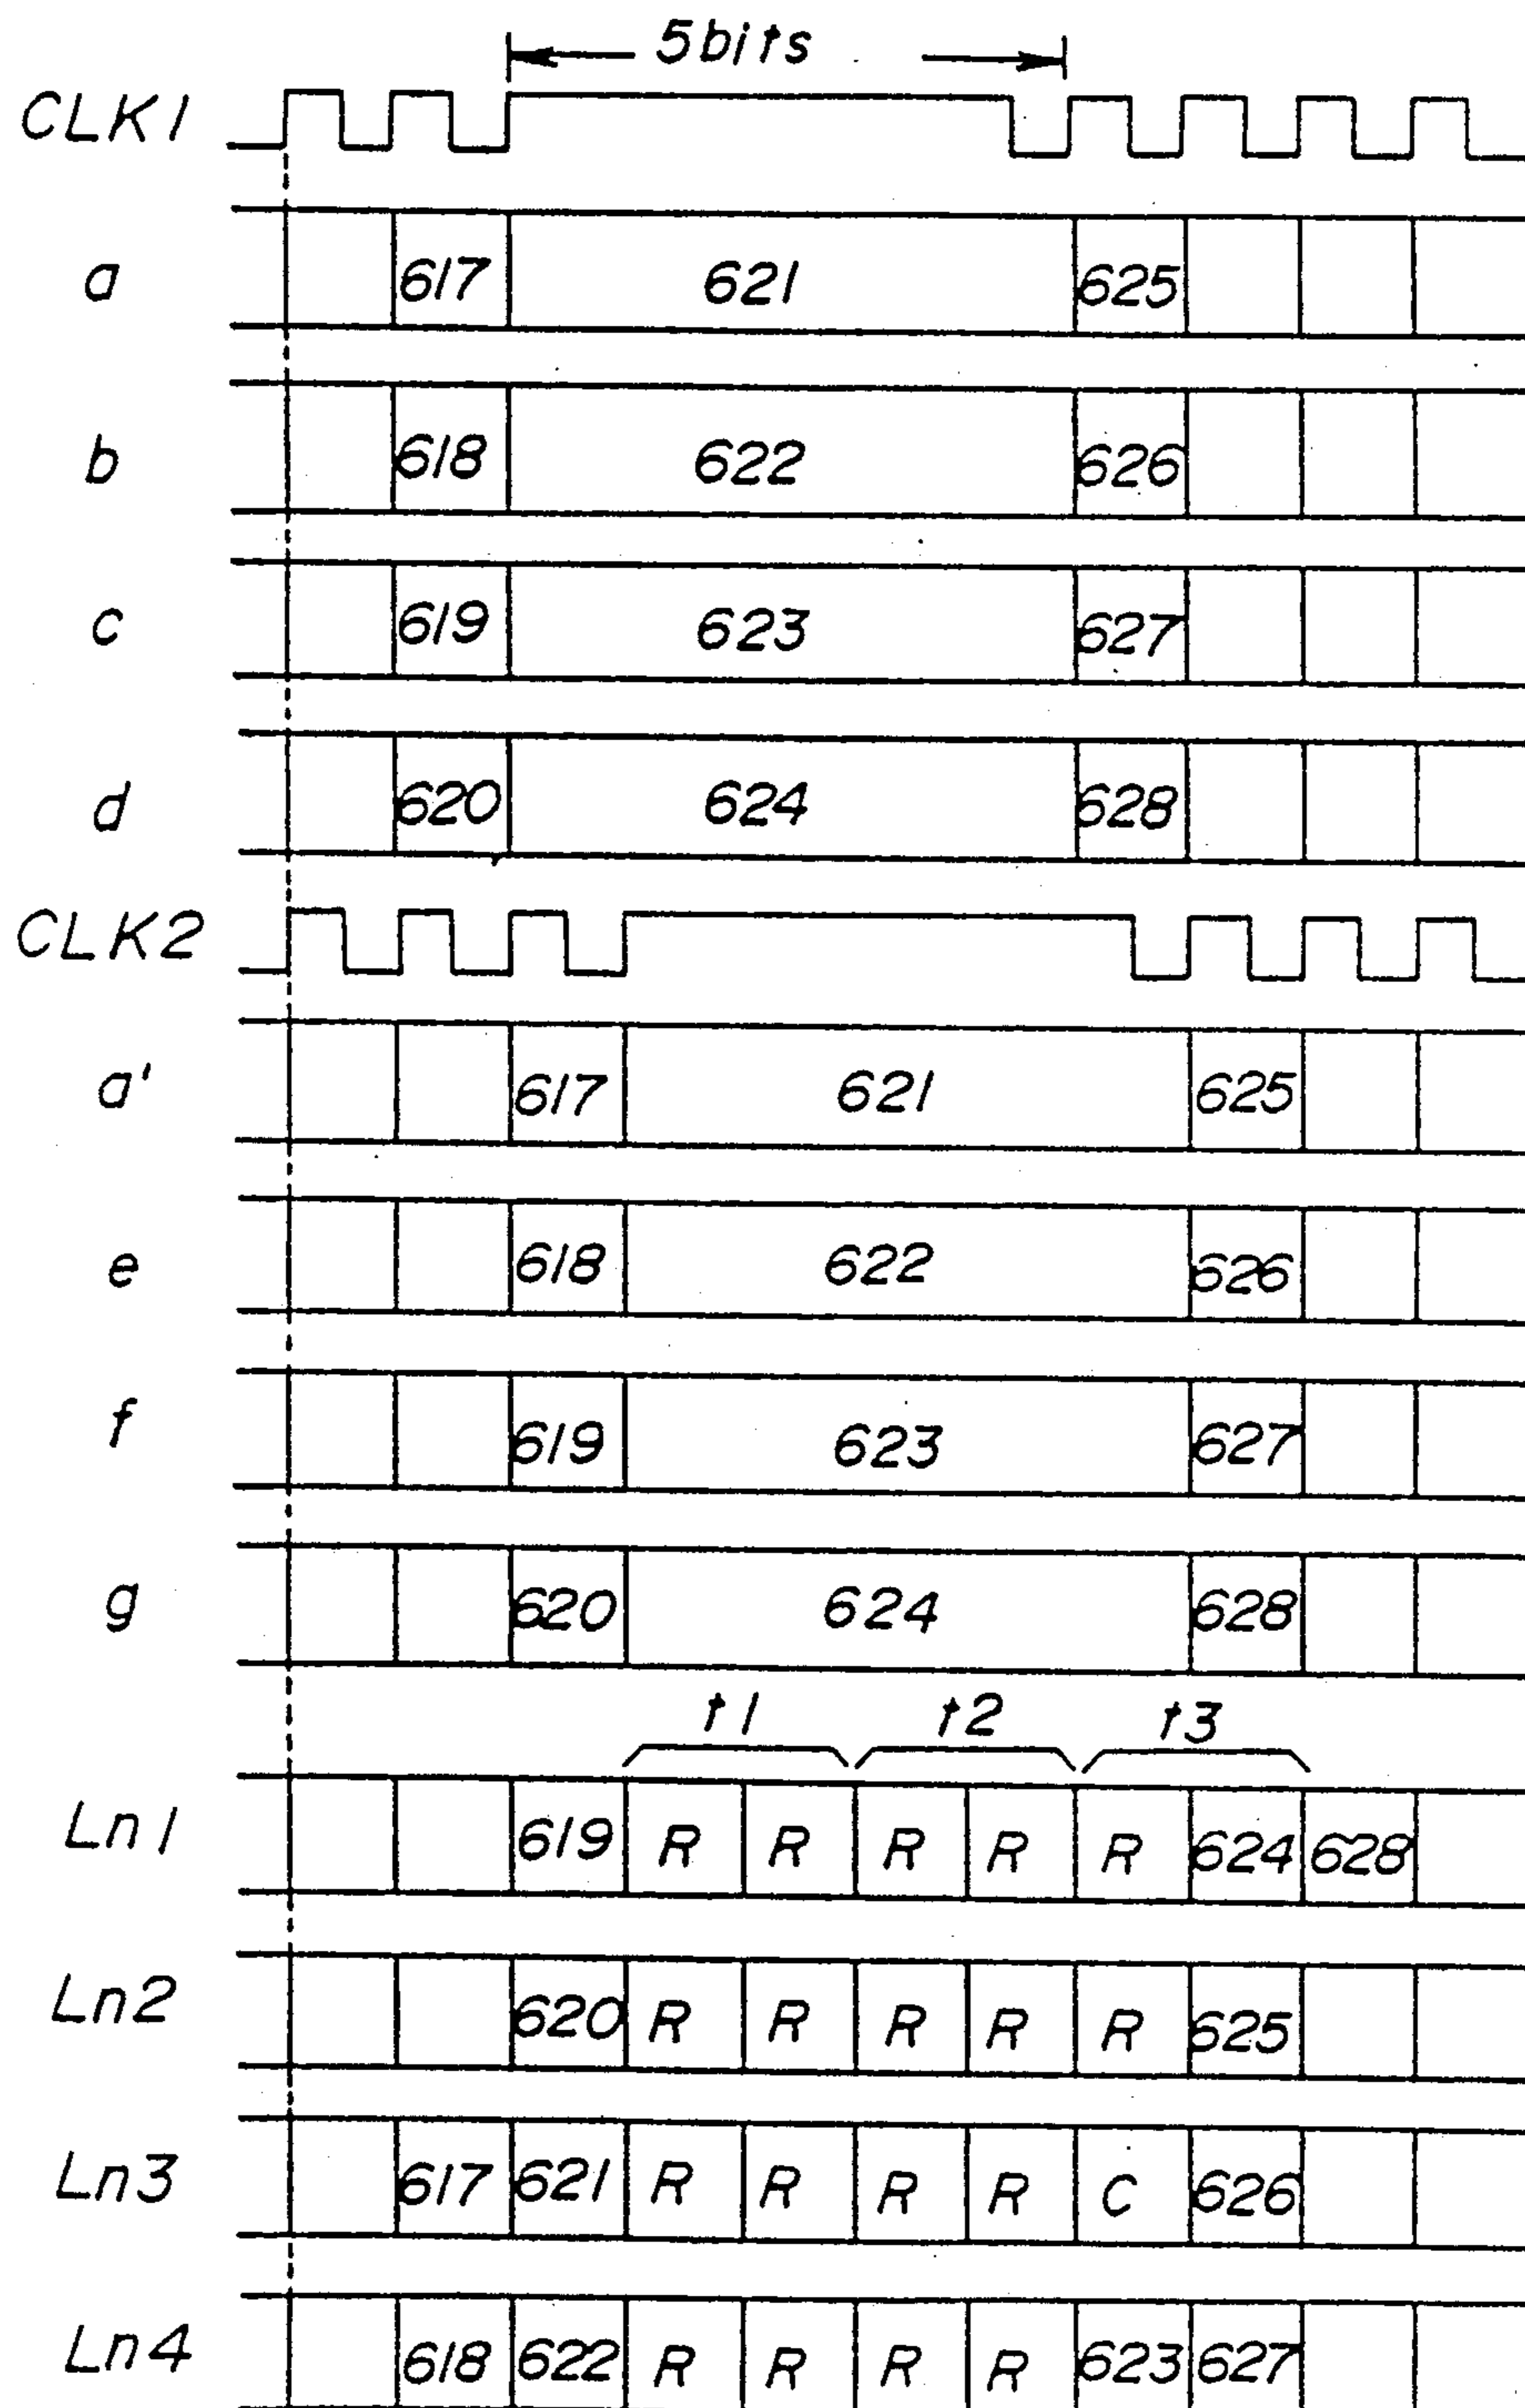 5bits
CLK1
a 617 621 625
b 618 622 626
c 619 623 627
d 620 624 628
CLK2
a' 617 621 625
e 618 622 626
f 619 623 627
g 620 624 628
t1 t2 t3
Ln1 619 R R R R R 624 628
Ln2 620 R R R R R 625
Ln3 617 621 R R R R C 626
Ln4 618 622 R R R R 623 627